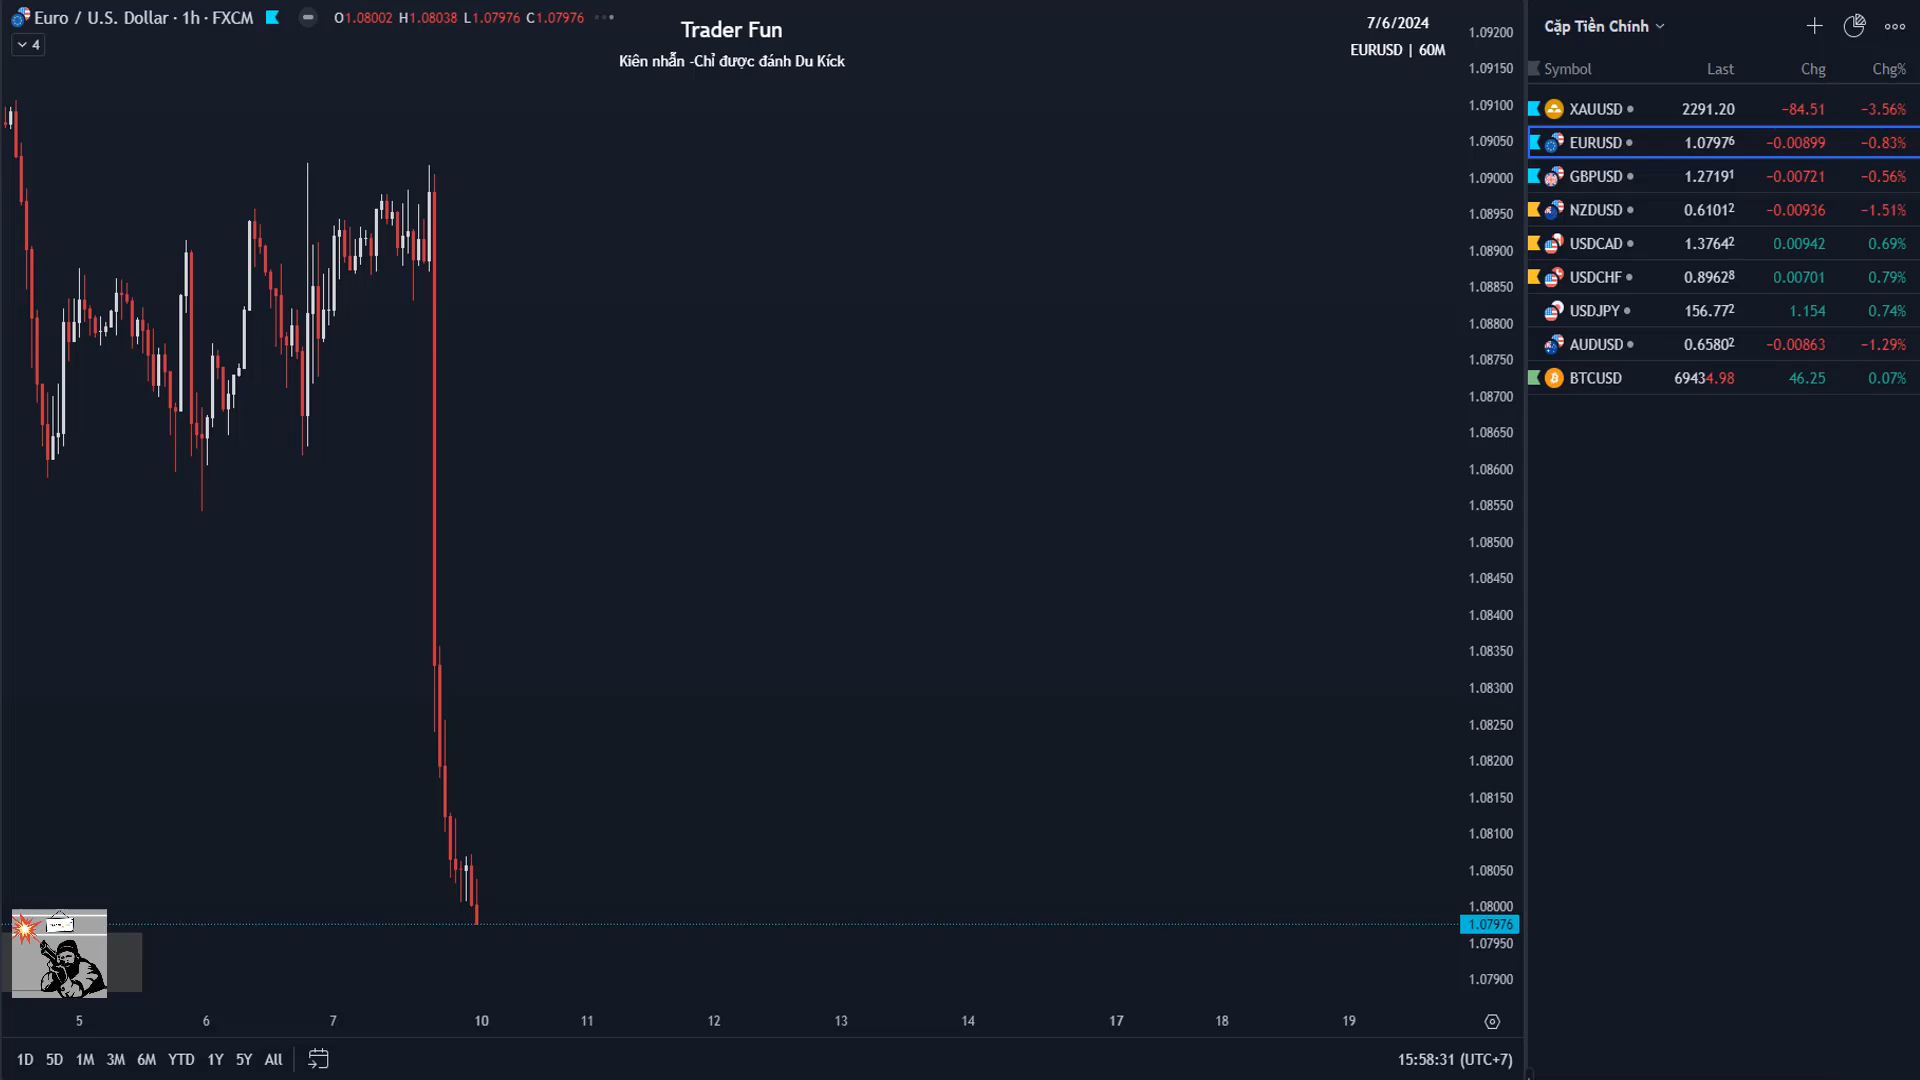 Euro / U.S. Dollar · 1h · FXCM O1.08002 H1.08038 L1.07976 C1.07976
4
Trader Fun
Kiên nhẫn -Chỉ được đánh Du Kích
7/6/2024
EURUSD | 60M
1.09200
1.09150
1.09100
1.09050
1.09000
1.08950
1.08900
1.08850
1.08800
1.08750
1.08700
1.08650
1.08600
1.08550
1.08500
1.08450
1.08400
1.08350
1.08300
1.08250
1.08200
1.08150
1.08100
1.08050
1.08000
1.07976
1.07950
1.07900
5 6 7 10 11 12 13 14 17 18 19
1D 5D 1M 3M 6M YTD 1Y 5Y All
15:58:31 (UTC+7)
Cặp Tiền Chính
Symbol Last Chg Chg%
XAUUSD 2291.20 −84.51 −3.56%
EURUSD 1.07976 −0.00899 −0.83%
GBPUSD 1.27191 −0.00721 −0.56%
NZDUSD 0.61012 −0.00936 −1.51%
USDCAD 1.37642 0.00942 0.69%
USDCHF 0.89628 0.00701 0.79%
USDJPY 156.772 1.154 0.74%
AUDUSD 0.65802 −0.00863 −1.29%
BTCUSD 69434.98 46.25 0.07%